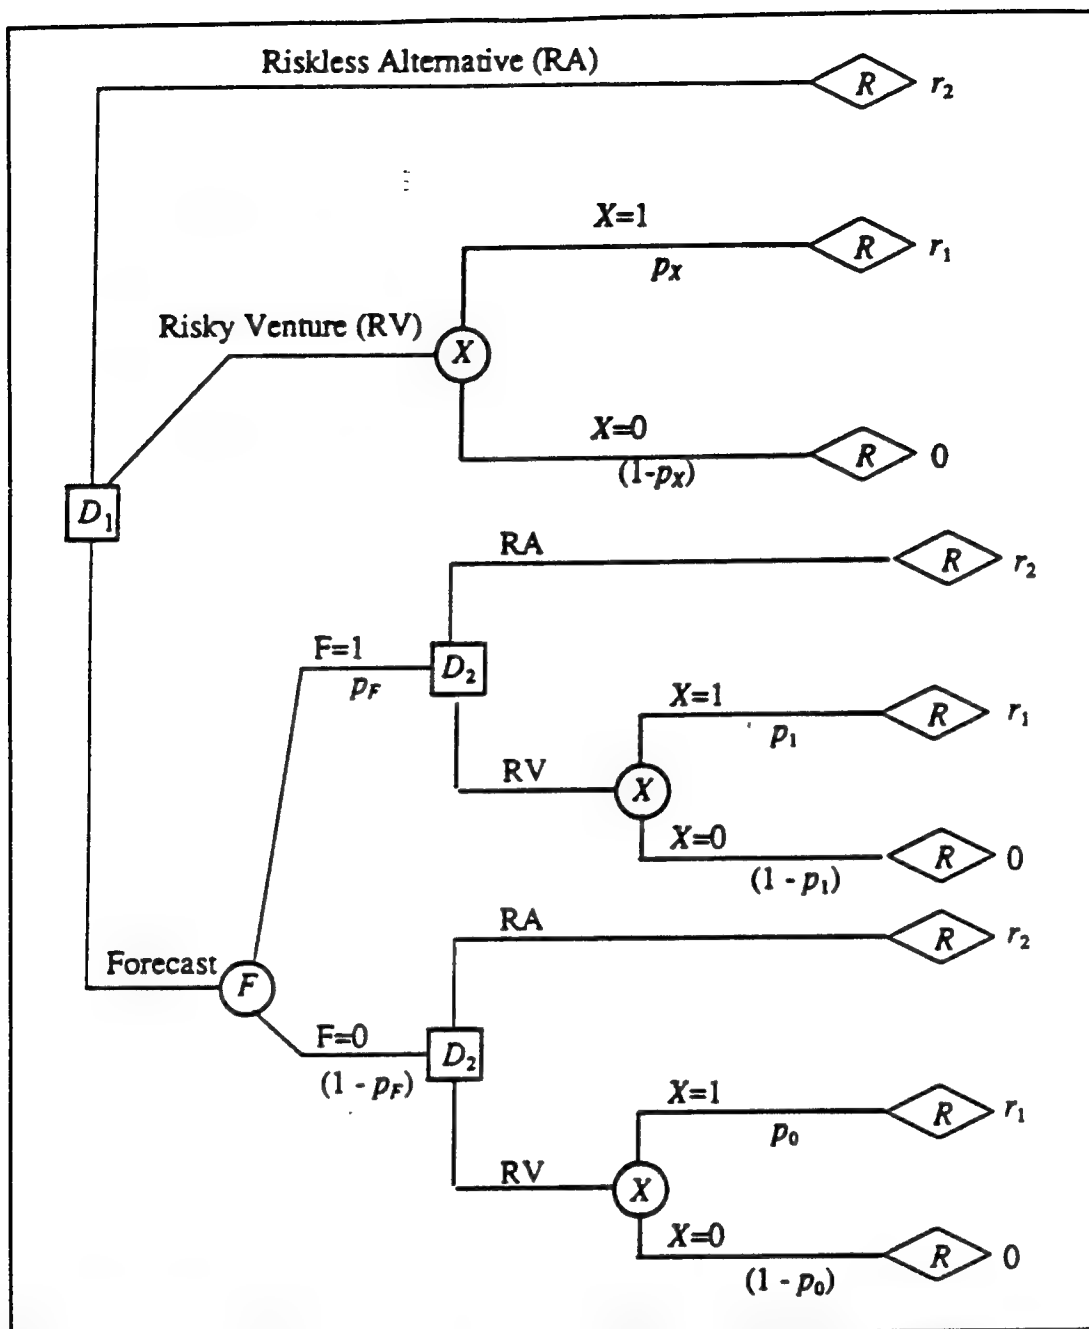 Riskless Alternative (RA)
R r₂
X=1
pX
R r₁
Risky Venture (RV)
X
X=0
(1-pX)
R 0
D₁
RA
R r₂
F=1
pF
D₂
X=1
p₁
R r₁
RV
X
X=0
(1 - p₁)
R 0
RA
R r₂
Forecast
F
F=0
(1 - pF)
D₂
X=1
p₀
R r₁
RV
X
X=0
(1 - p₀)
R 0